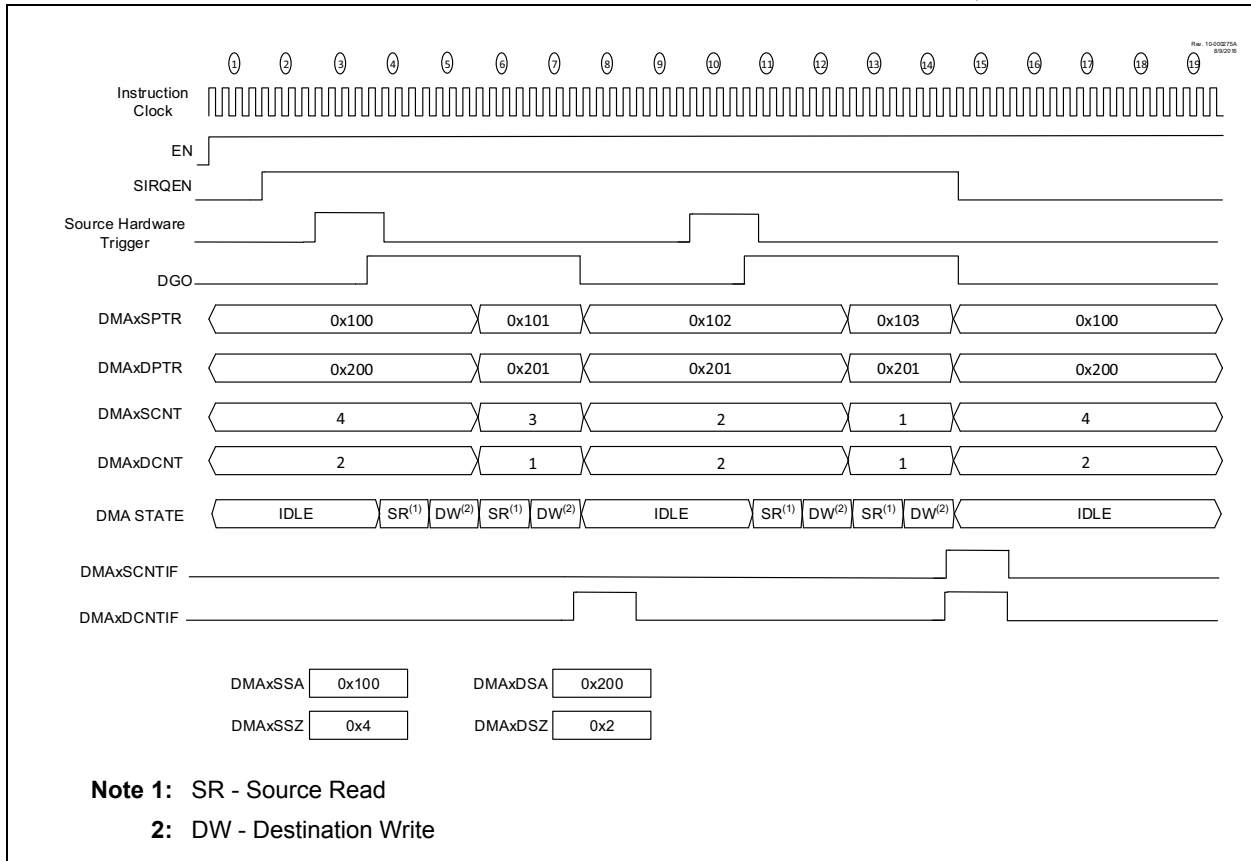 Rev. 10-000275A
8/9/2016
1 2 3 4 5 6 7 8 9 10 11 12 13 14 15 16 17 18 19
Instruction
Clock
EN
SIRQEN
Source Hardware
Trigger
DGO
DMAxSPTR 0x100 0x101 0x102 0x103 0x100
DMAxDPTR 0x200 0x201 0x201 0x201 0x200
DMAxSCNT 4 3 2 1 4
DMAxDCNT 2 1 2 1 2
DMA STATE IDLE SR(1) DW(2) SR(1) DW(2) IDLE SR(1) DW(2) SR(1) DW(2) IDLE
DMAxSCNTIF
DMAxDCNTIF
DMAxSSA 0x100 DMAxDSA 0x200
DMAxSSZ 0x4 DMAxDSZ 0x2
Note 1: SR - Source Read
2: DW - Destination Write